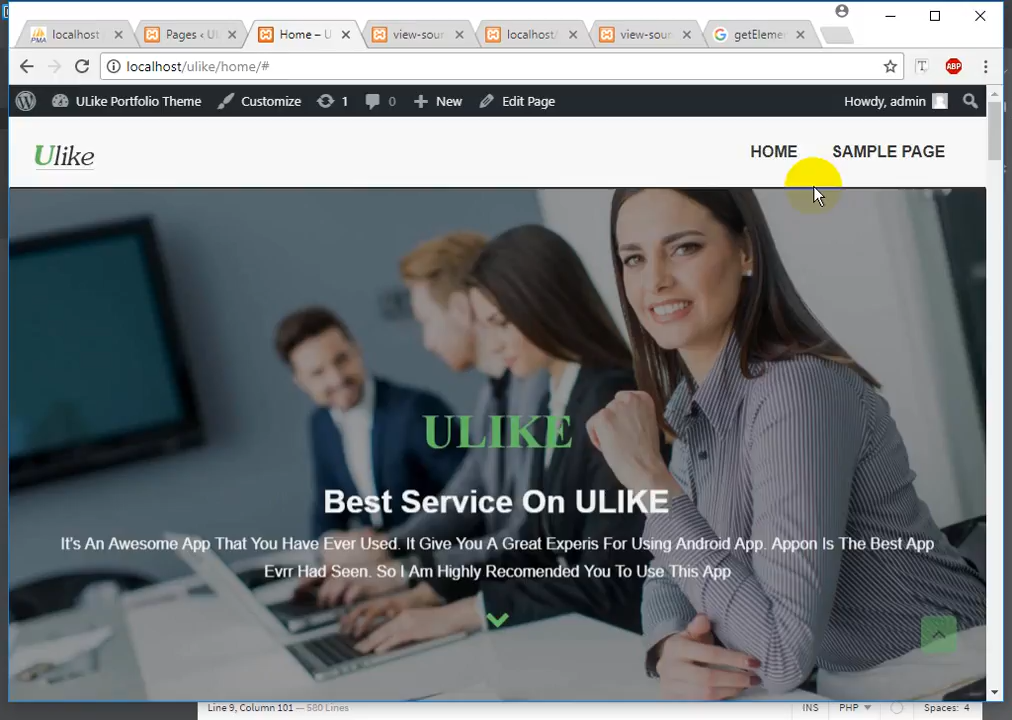 localhost
Pages ‹ UL
Home – U
view-sour
localhost/
view-sour
getElemen
localhost/ulike/home/#
T
ABP
ULike Portfolio Theme Customize 1 0 New Edit Page Howdy, admin
Ulike
HOME SAMPLE PAGE
ULIKE
Best Service On ULIKE
It's An Awesome App That You Have Ever Used. It Give You A Great Experis For Using Android App. Appon Is The Best App
Evrr Had Seen. So I Am Highly Recomended You To Use This App
Line 9, Column 101 — 580 Lines INS PHP Spaces: 4